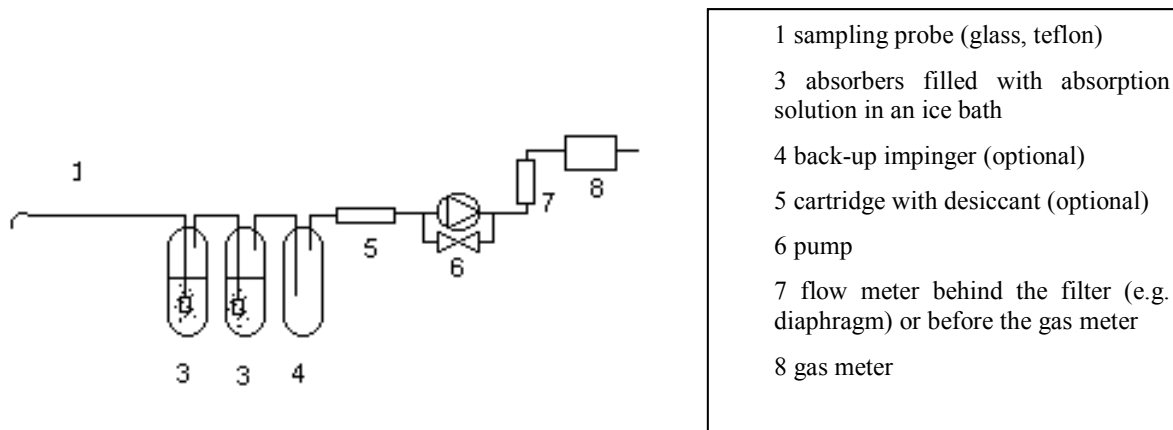 1
5
6
7
8
3 3 4
1 sampling probe (glass, teflon)
3 absorbers filled with absorption
solution in an ice bath
4 back-up impinger (optional)
5 cartridge with desiccant (optional)
6 pump
7 flow meter behind the filter (e.g.
diaphragm) or before the gas meter
8 gas meter